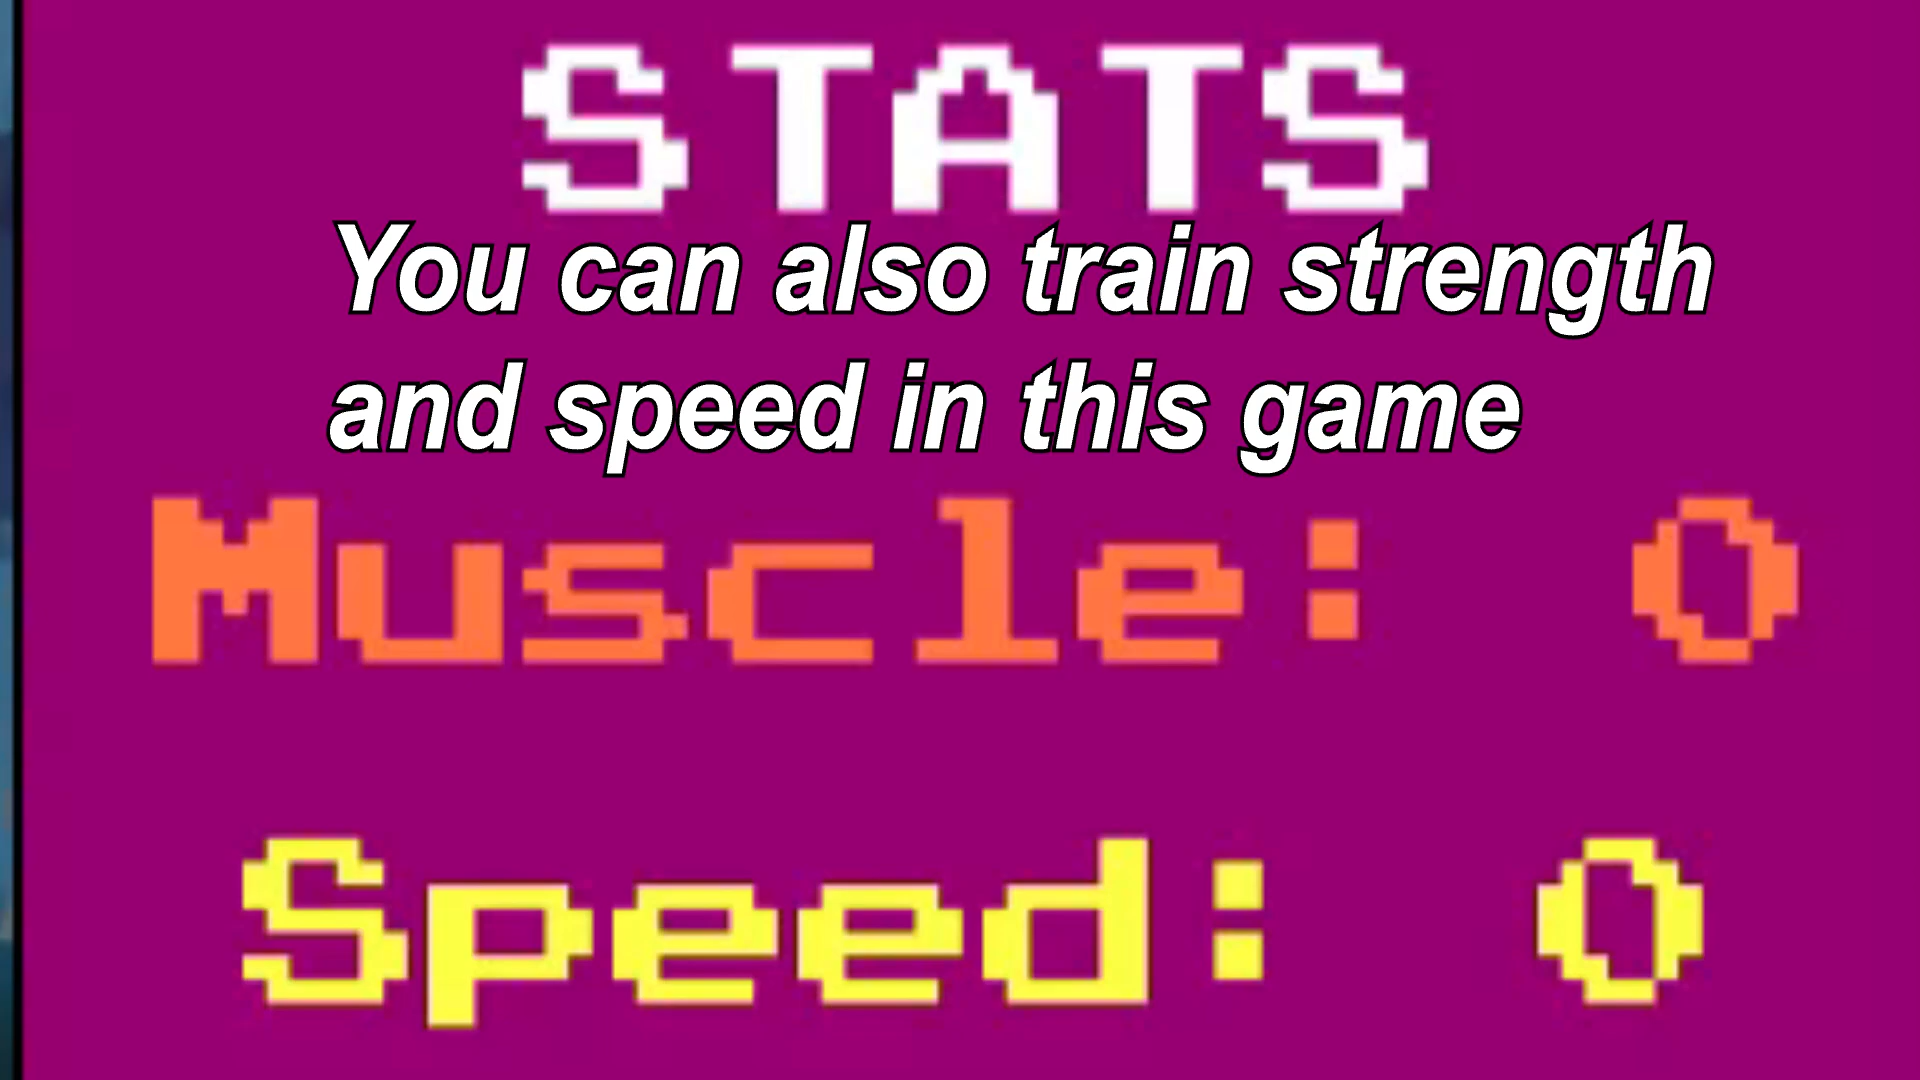 STATS
You can also train strength
and speed in this game
Muscle: 0
Speed: 0